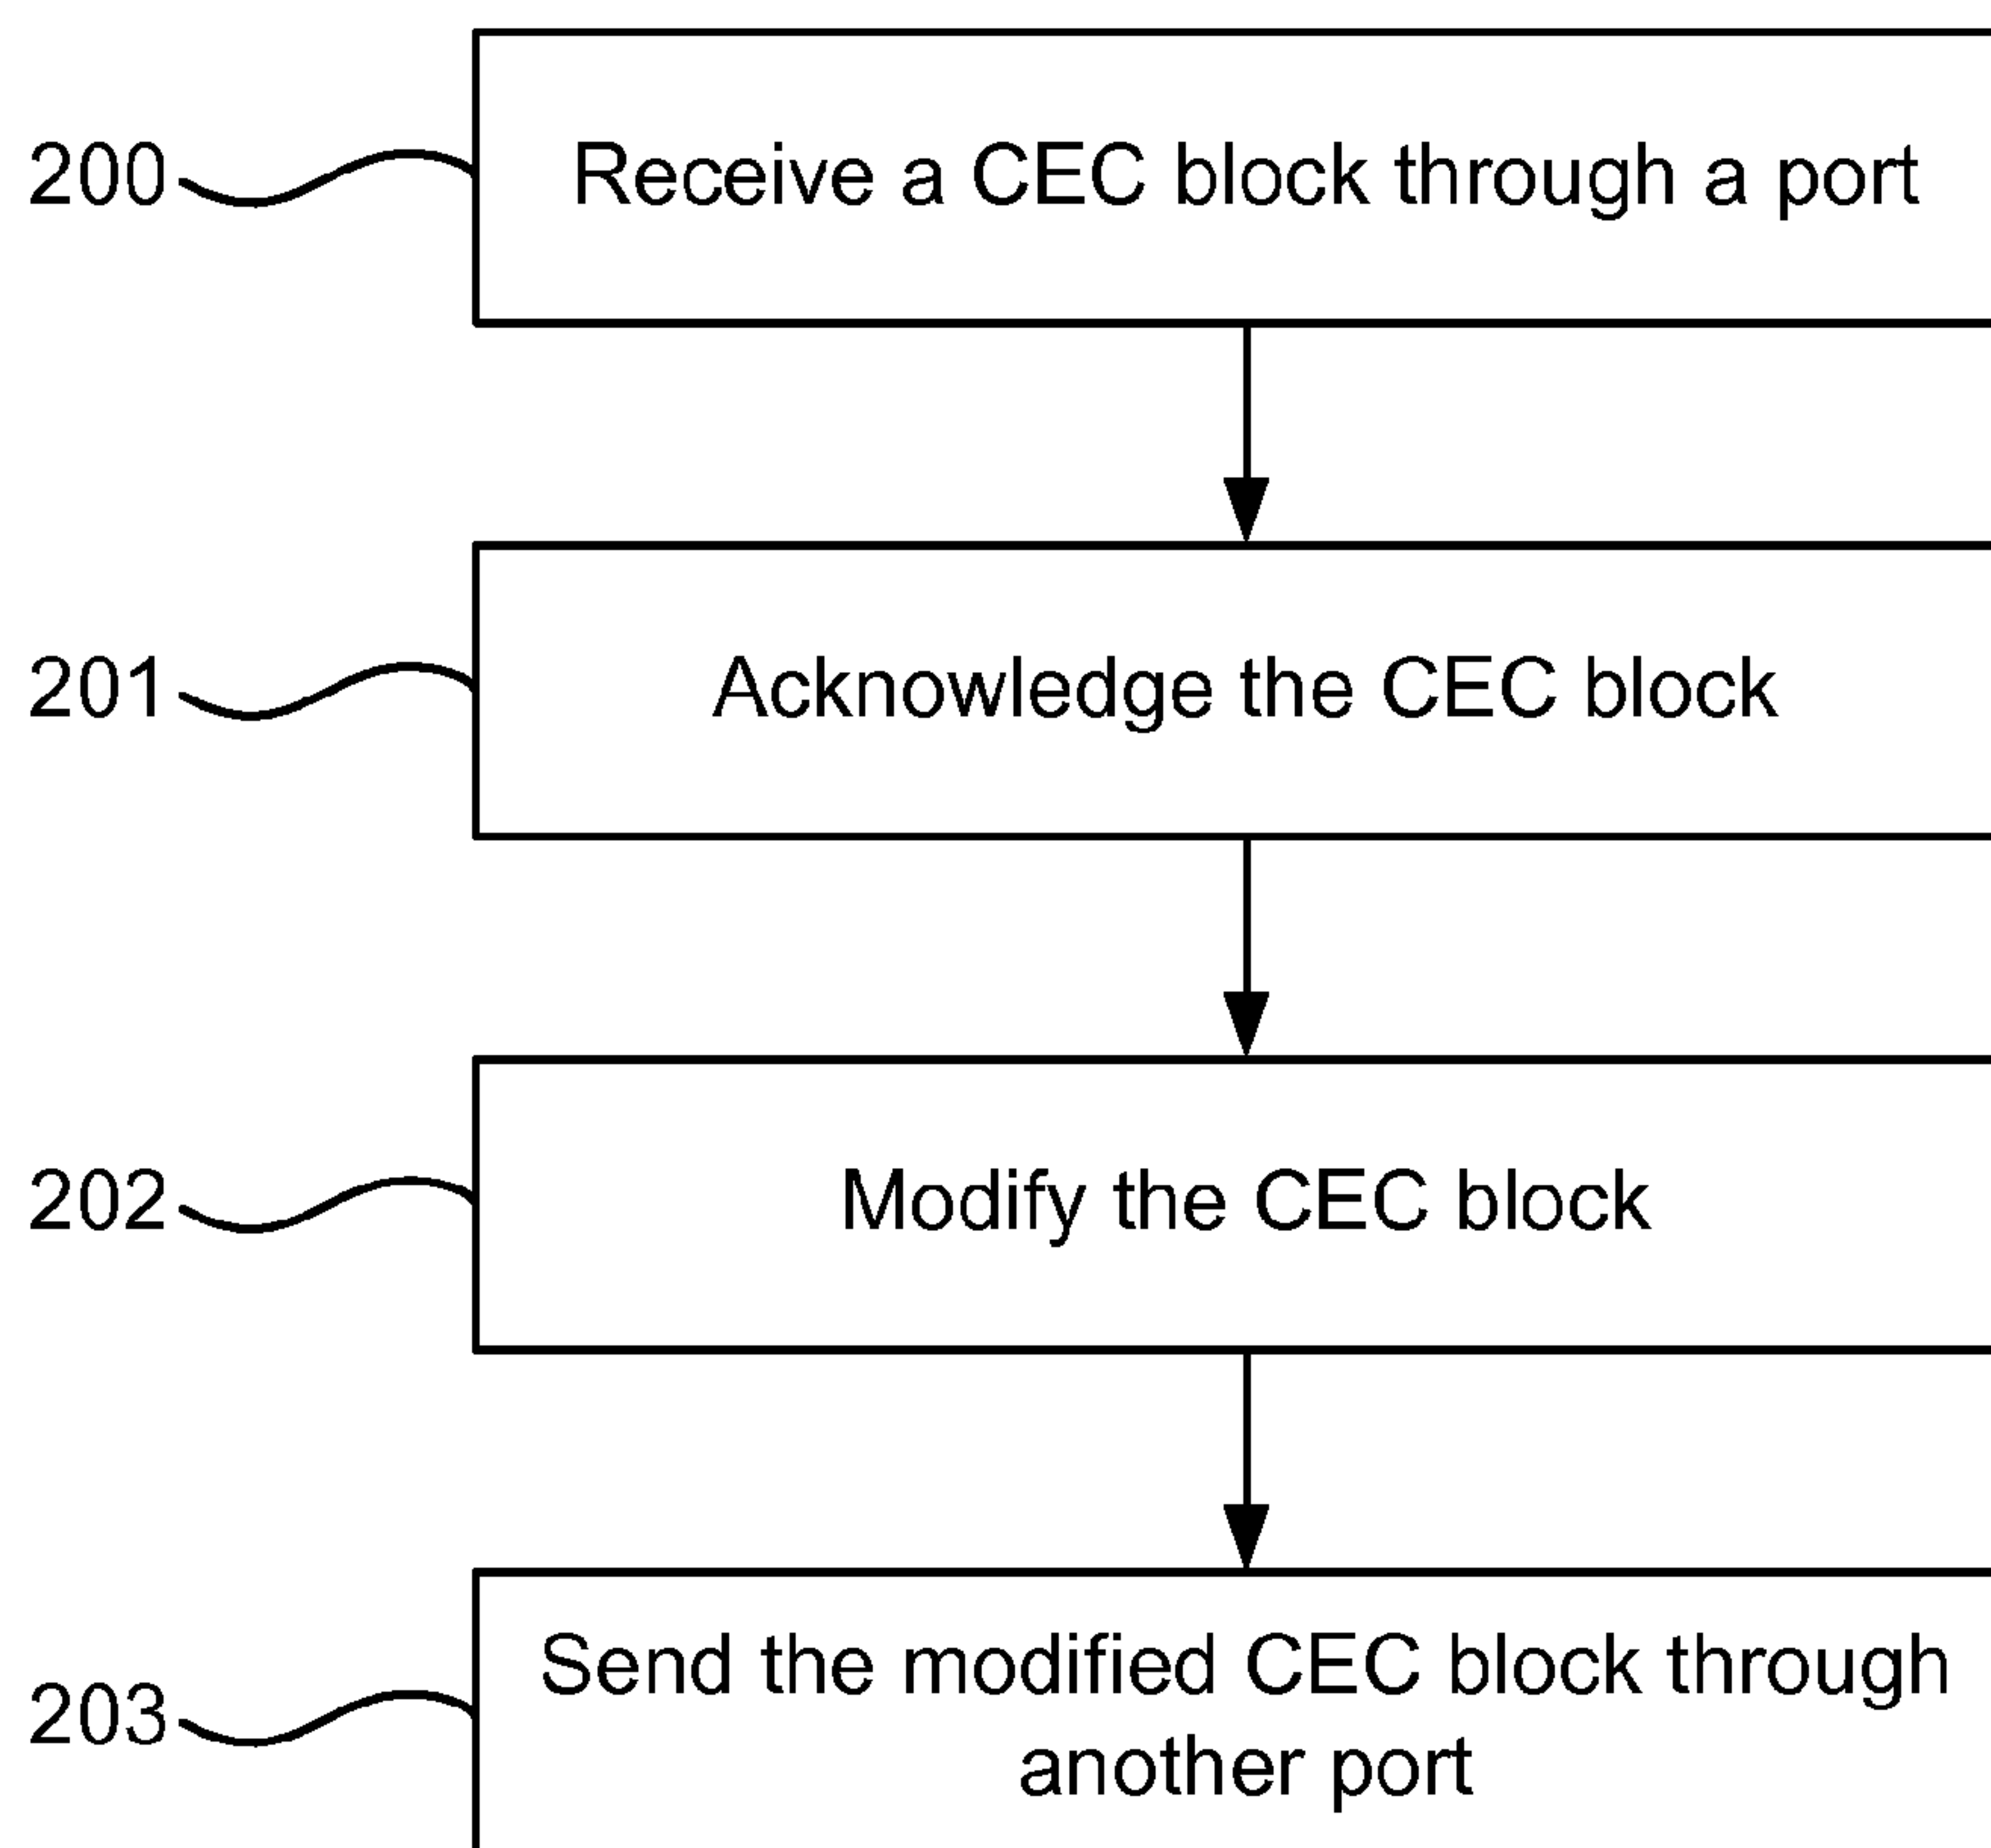 200
Receive a CEC block through a port
201
Acknowledge the CEC block
202
Modify the CEC block
203
Send the modified CEC block through
another port